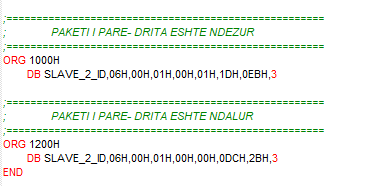 ;==================================================
;               PAKETI I PARE- DRITA ESHTE NDEZUR
;==================================================
ORG 1000H
DB SLAVE_2_ID,06H,00H,01H,00H,01H,1DH,0EBH,3
;==================================================
;               PAKETI I PARE- DRITA ESHTE NDALUR
;==================================================
ORG 1200H
DB SLAVE_2_ID,06H,00H,01H,00H,00H,0DCH,2BH,3
END